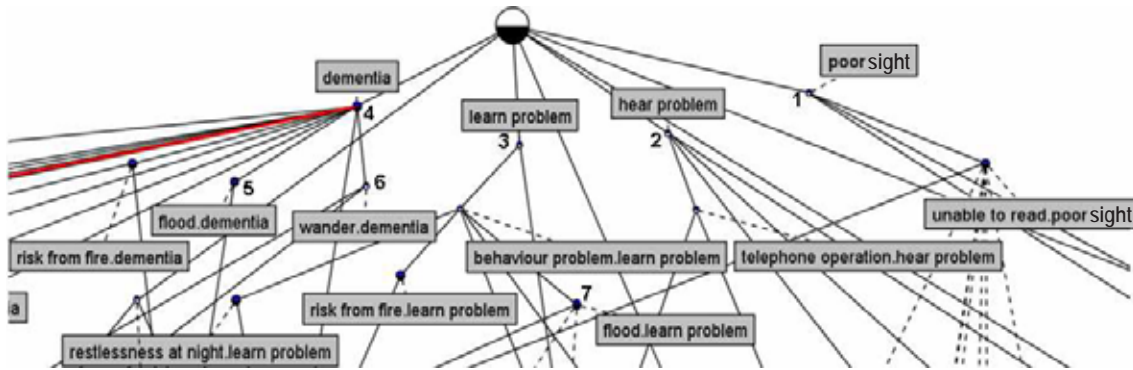 poor sight
dementia
hear problem
learn problem
1
4
3
2
5
6
flood.dementia
wander.dementia
unable to read.poor sight
risk from fire.dementia
behaviour problem.learn problem
telephone operation.hear problem
7
ia
risk from fire.learn problem
flood.learn problem
restlessness at night.learn problem